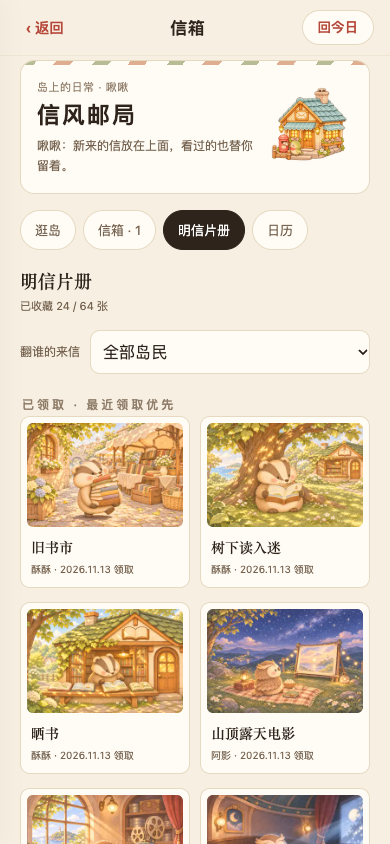 ‹ 返回
信箱
回今日
岛上的日常 · 啾啾
信风邮局
啾啾：新来的信放在上面，看过的也替你
留着。
逛岛
信箱 · 1
明信片册
日历
明信片册
已收藏 24 / 64 张
翻谁的来信
全部岛民
已领取 · 最近领取优先
旧书市
酥酥 · 2026.11.13 领取
树下读入迷
酥酥 · 2026.11.13 领取
晒书
酥酥 · 2026.11.13 领取
山顶露天电影
阿影 · 2026.11.13 领取